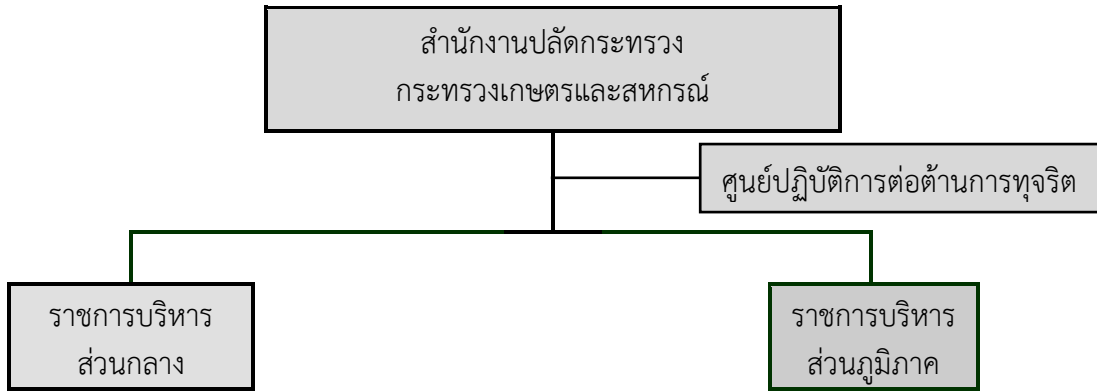 สำนักงานปลัดกระทรวง
กระทรวงเกษตรและสหกรณ์
ศูนย์ปฏิบัติการต่อต้านการทุจริต
ราชการบริหาร
ส่วนกลาง
ราชการบริหาร
ส่วนภูมิภาค